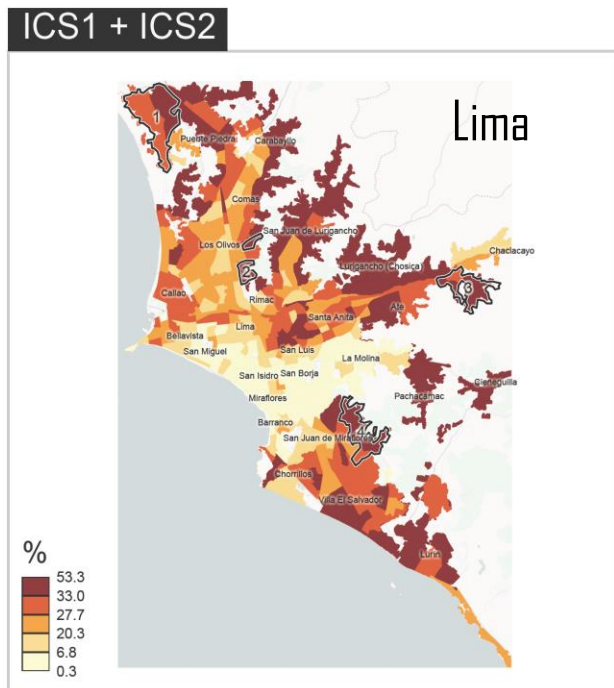 ICS1 + ICS2
Lima
1
Puente Piedra
Carabayllo
Comas
San Juan de Lurigancho
Los Olivos
2
Chaclacayo
Lurigancho (Chosica)
3
Callao
Rimac
Ate
Santa Anita
Lima
Bellavista
San Miguel
San Luis
La Molina
San Isidro
San Borja
Cieneguilla
Miraflores
Pachacamac
Barranco
4
San Juan de Miraflores
Chorrillos
Villa El Salvador
Lurin
%
53.3
33.0
27.7
20.3
6.8
0.3